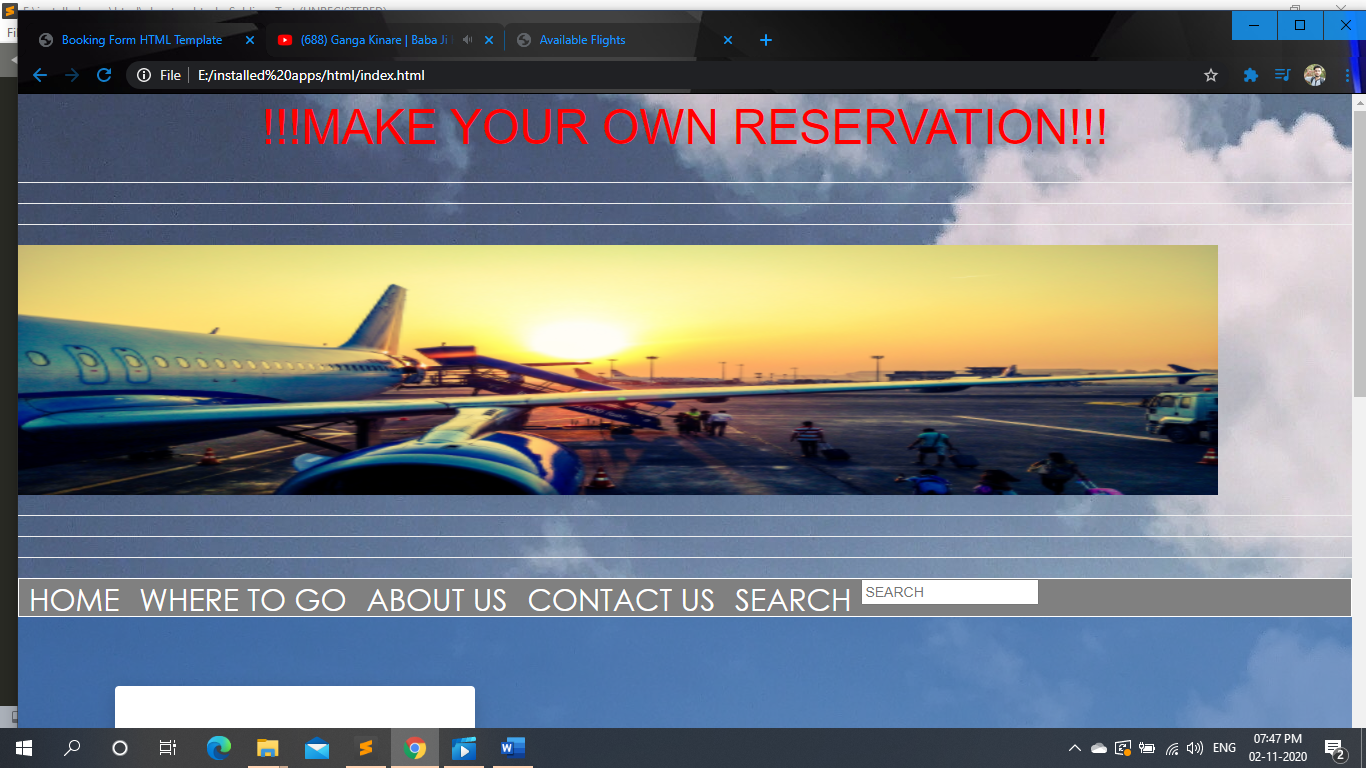 Booking Form HTML Template
(688) Ganga Kinare | Baba Ji
Available Flights
File
E:/installed%20apps/html/index.html
!!!MAKE YOUR OWN RESERVATION!!!
HOME WHERE TO GO ABOUT US CONTACT US SEARCH
SEARCH
ENG
07:47 PM
02-11-2020
2